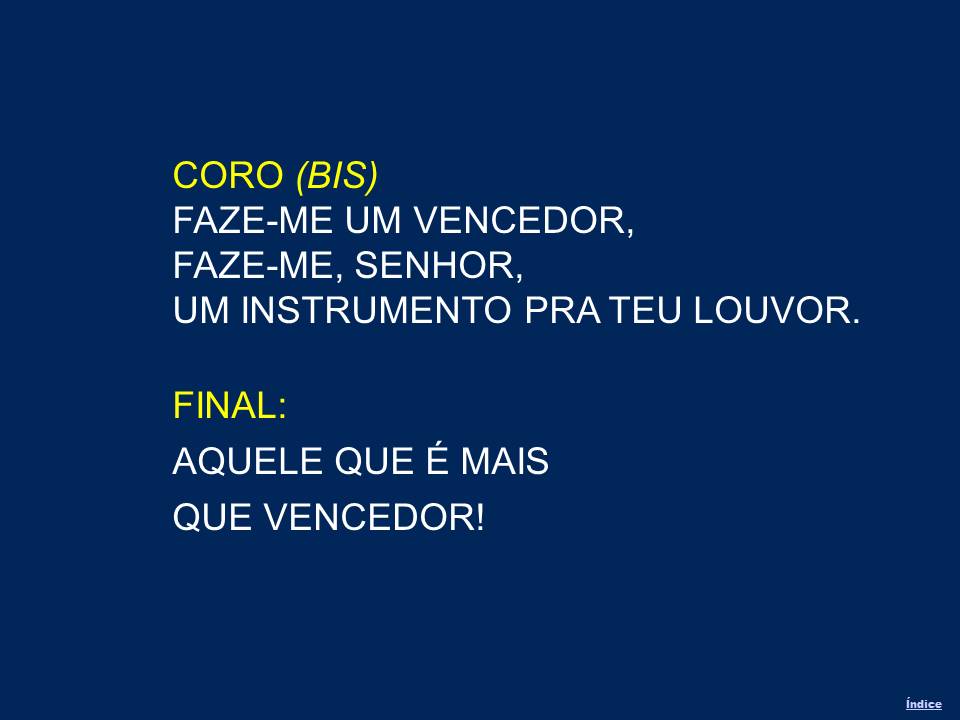 CORO (BIS)
FAZE-ME UM VENCEDOR,
FAZE-ME, SENHOR,
UM INSTRUMENTO PRA TEU LOUVOR.
FINAL:
AQUELE QUE É MAIS
QUE VENCEDOR!
Índice